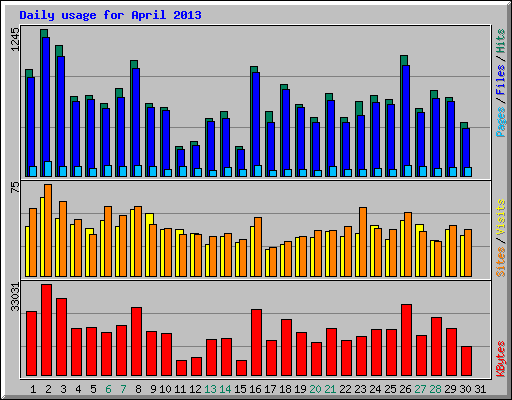 Daily usage for April 2013
1245
Pages / Files / Hits
75
Sites / Visits
33031
KBytes
1 2 3 4 5 6 7 8 9 10 11 12 13 14 15 16 17 18 19 20 21 22 23 24 25 26 27 28 29 30 31